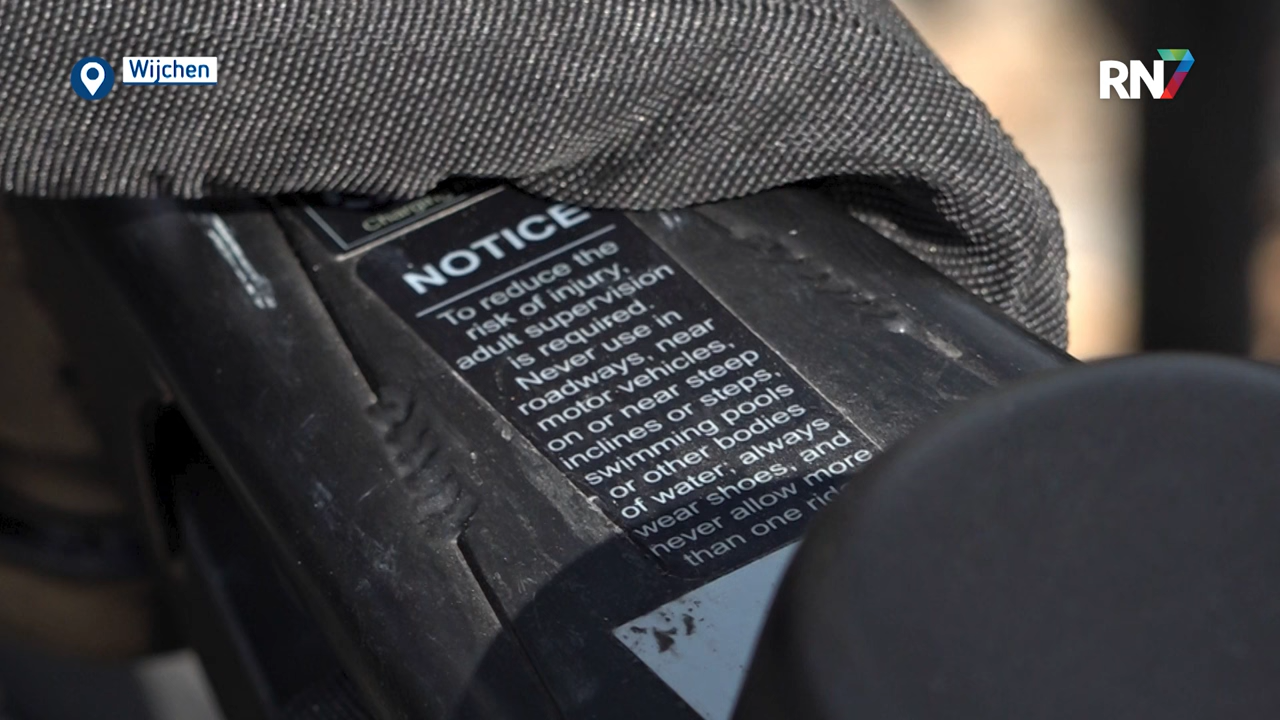 Wijchen
RN7
Charging
NOTICE
To reduce the
risk of injury,
adult supervision
is required.
Never use in
roadways, near
motor vehicles,
on or near steep
inclines or steps,
swimming pools
or other bodies
of water, always
wear shoes, and
never allow more
than one